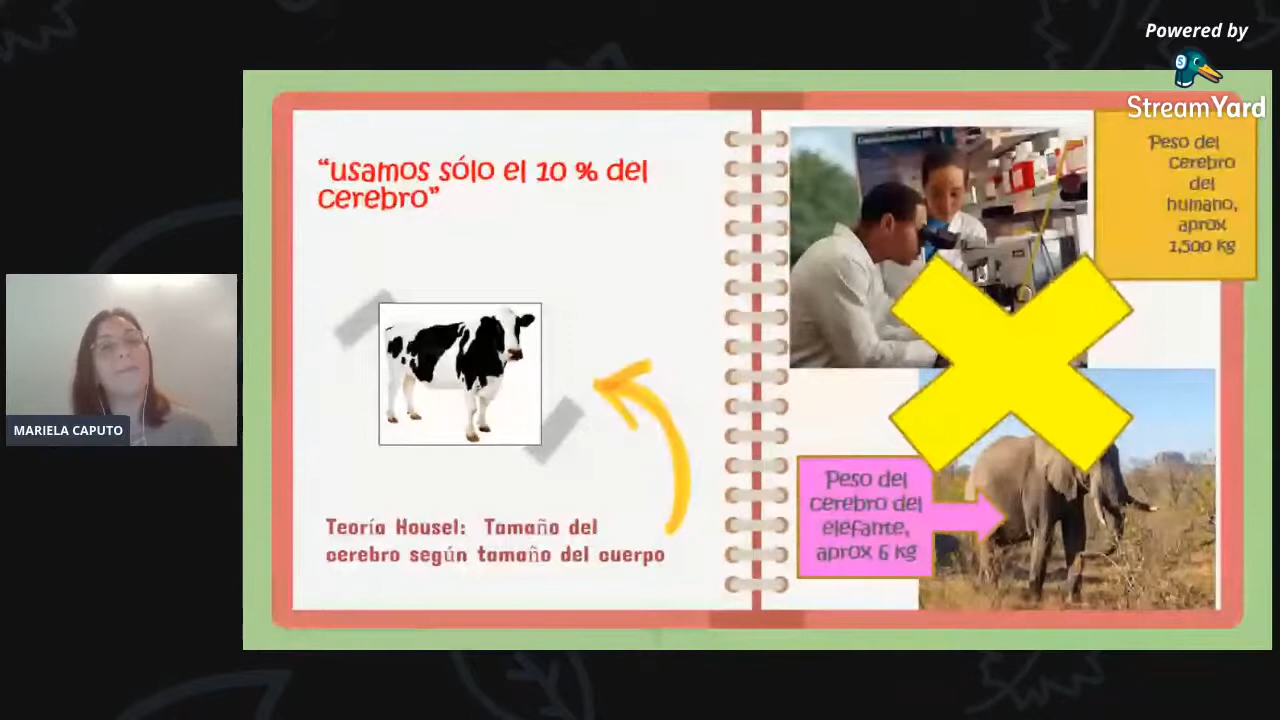 Powered by
StreamYard
"usamos sólo el 10 % del
cerebro"
Teoría Housel: Tamaño del
cerebro según tamaño del cuerpo
Peso del
cerebro
del
humano,
aprox
1,500 kg
Peso del
cerebro del
elefante,
aprox 6 kg
MARIELA CAPUTO